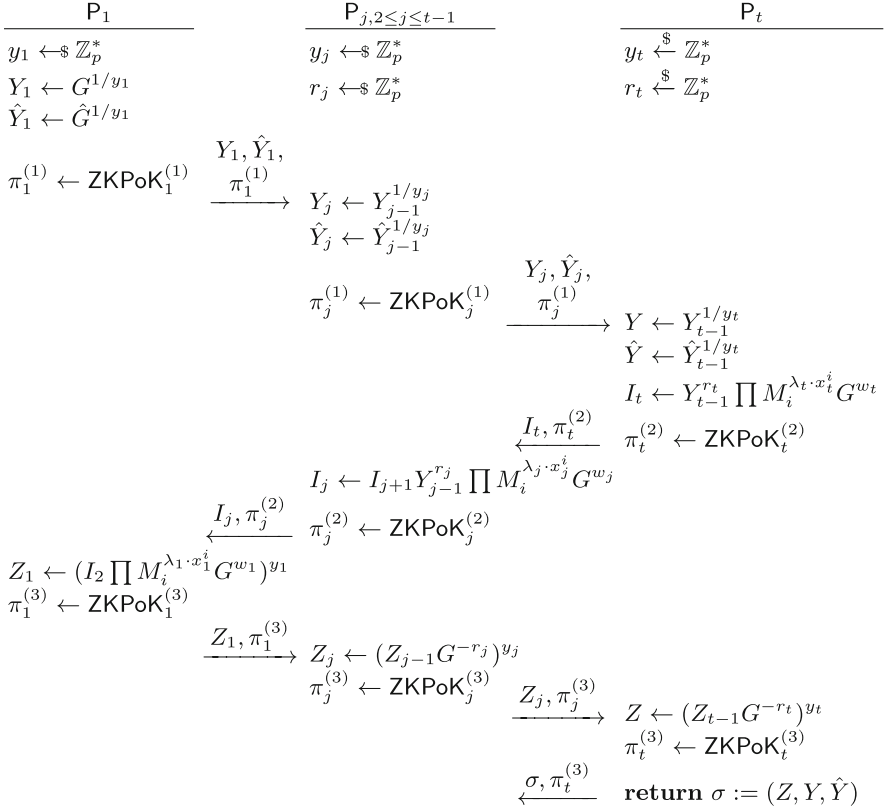 P_1 P_{j,2≤j≤t−1} P_t
y_1 ←$ ℤ_p^* y_j ←$ ℤ_p^* y_t \xleftarrow{$} ℤ_p^*
Y_1 ← G^{1/y_1} r_j ←$ ℤ_p^* r_t \xleftarrow{$} ℤ_p^*
Ŷ_1 ← Ĝ^{1/y_1}
Y_1, Ŷ_1,
π_1^{(1)} ← ZKPoK_1^{(1)} π_1^{(1)}
Y_j ← Y_{j−1}^{1/y_j}
Ŷ_j ← Ŷ_{j−1}^{1/y_j}
Y_j, Ŷ_j,
π_j^{(1)} ← ZKPoK_j^{(1)} π_j^{(1)}
Y ← Y_{t−1}^{1/y_t}
Ŷ ← Ŷ_{t−1}^{1/y_t}
I_t ← Y_{t−1}^{r_t} ∏ M_i^{λ_t·x_t^i} G^{w_t}
I_t, π_t^{(2)} π_t^{(2)} ← ZKPoK_t^{(2)}
I_j ← I_{j+1} Y_{j−1}^{r_j} ∏ M_i^{λ_j·x_j^i} G^{w_j}
I_j, π_j^{(2)} π_j^{(2)} ← ZKPoK_j^{(2)}
Z_1 ← (I_2 ∏ M_i^{λ_1·x_1^i} G^{w_1})^{y_1}
π_1^{(3)} ← ZKPoK_1^{(3)}
Z_1, π_1^{(3)} Z_j ← (Z_{j−1} G^{−r_j})^{y_j}
π_j^{(3)} ← ZKPoK_j^{(3)}
Z_j, π_j^{(3)} Z ← (Z_{t−1} G^{−r_t})^{y_t}
π_t^{(3)} ← ZKPoK_t^{(3)}
σ, π_t^{(3)} return σ := (Z, Y, Ŷ)